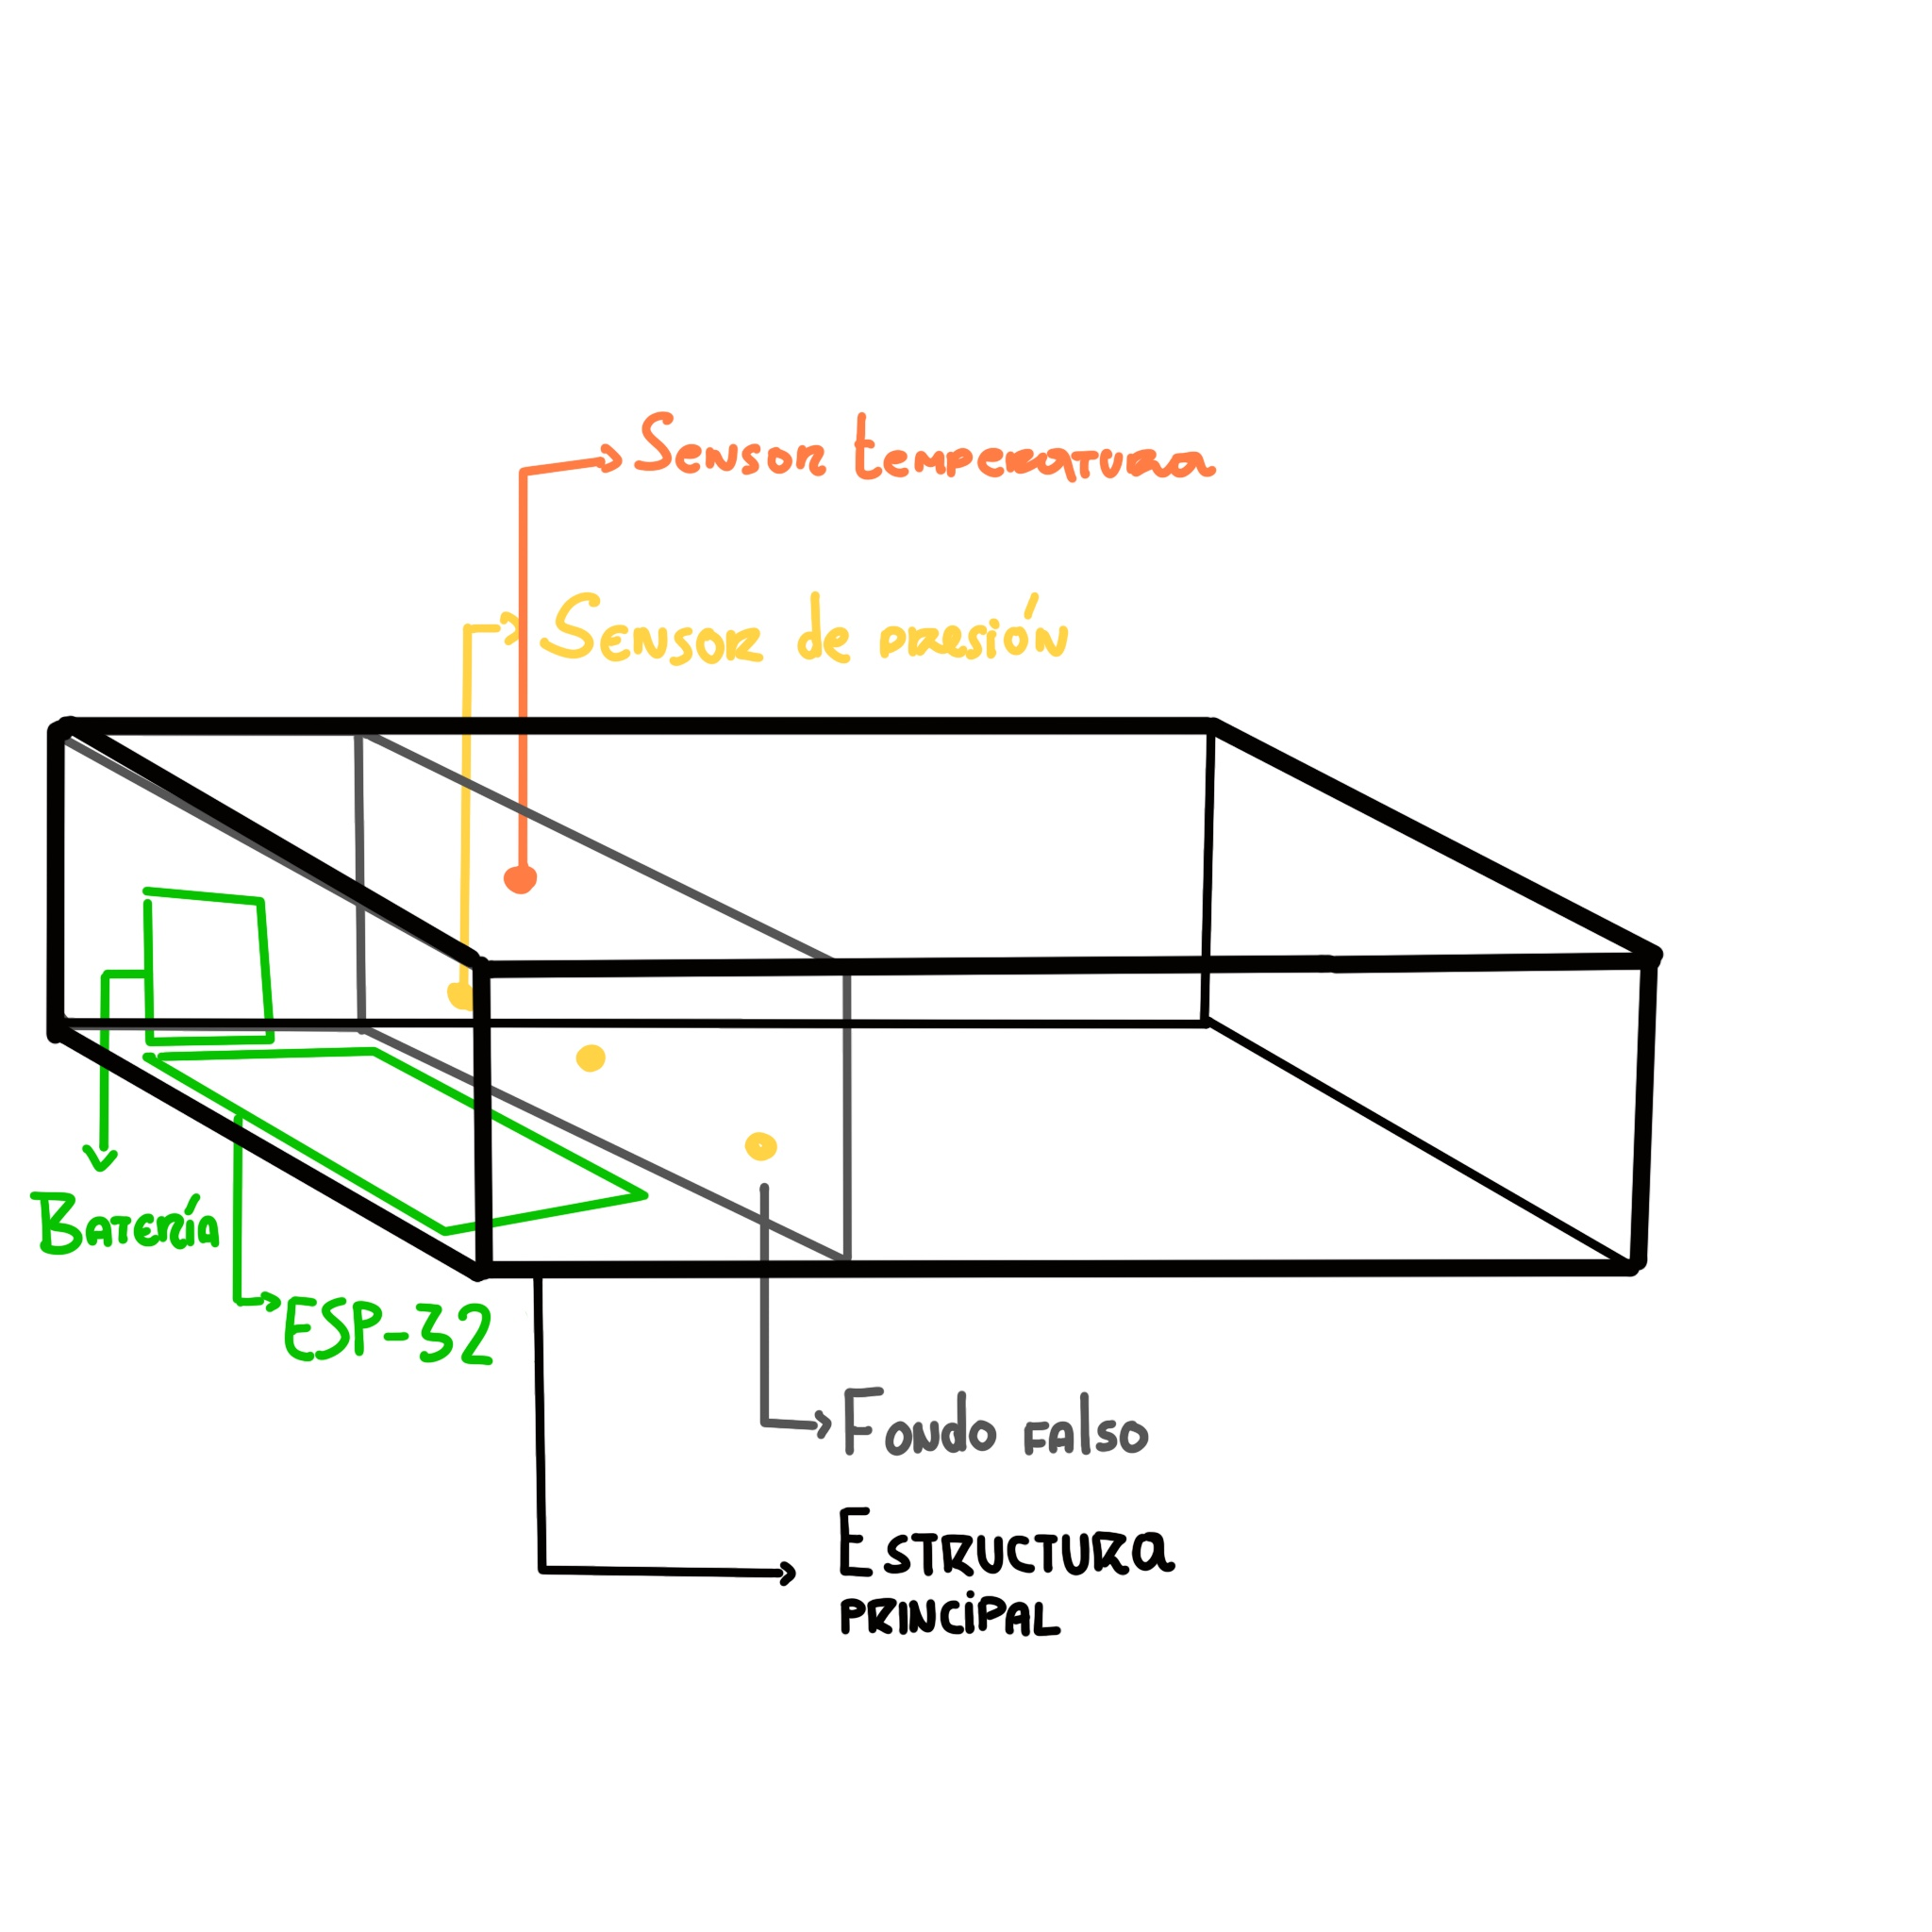 Sensor temperatura
Sensor de presión
Batería
ESP-32
Fondo falso
Estructura
principal